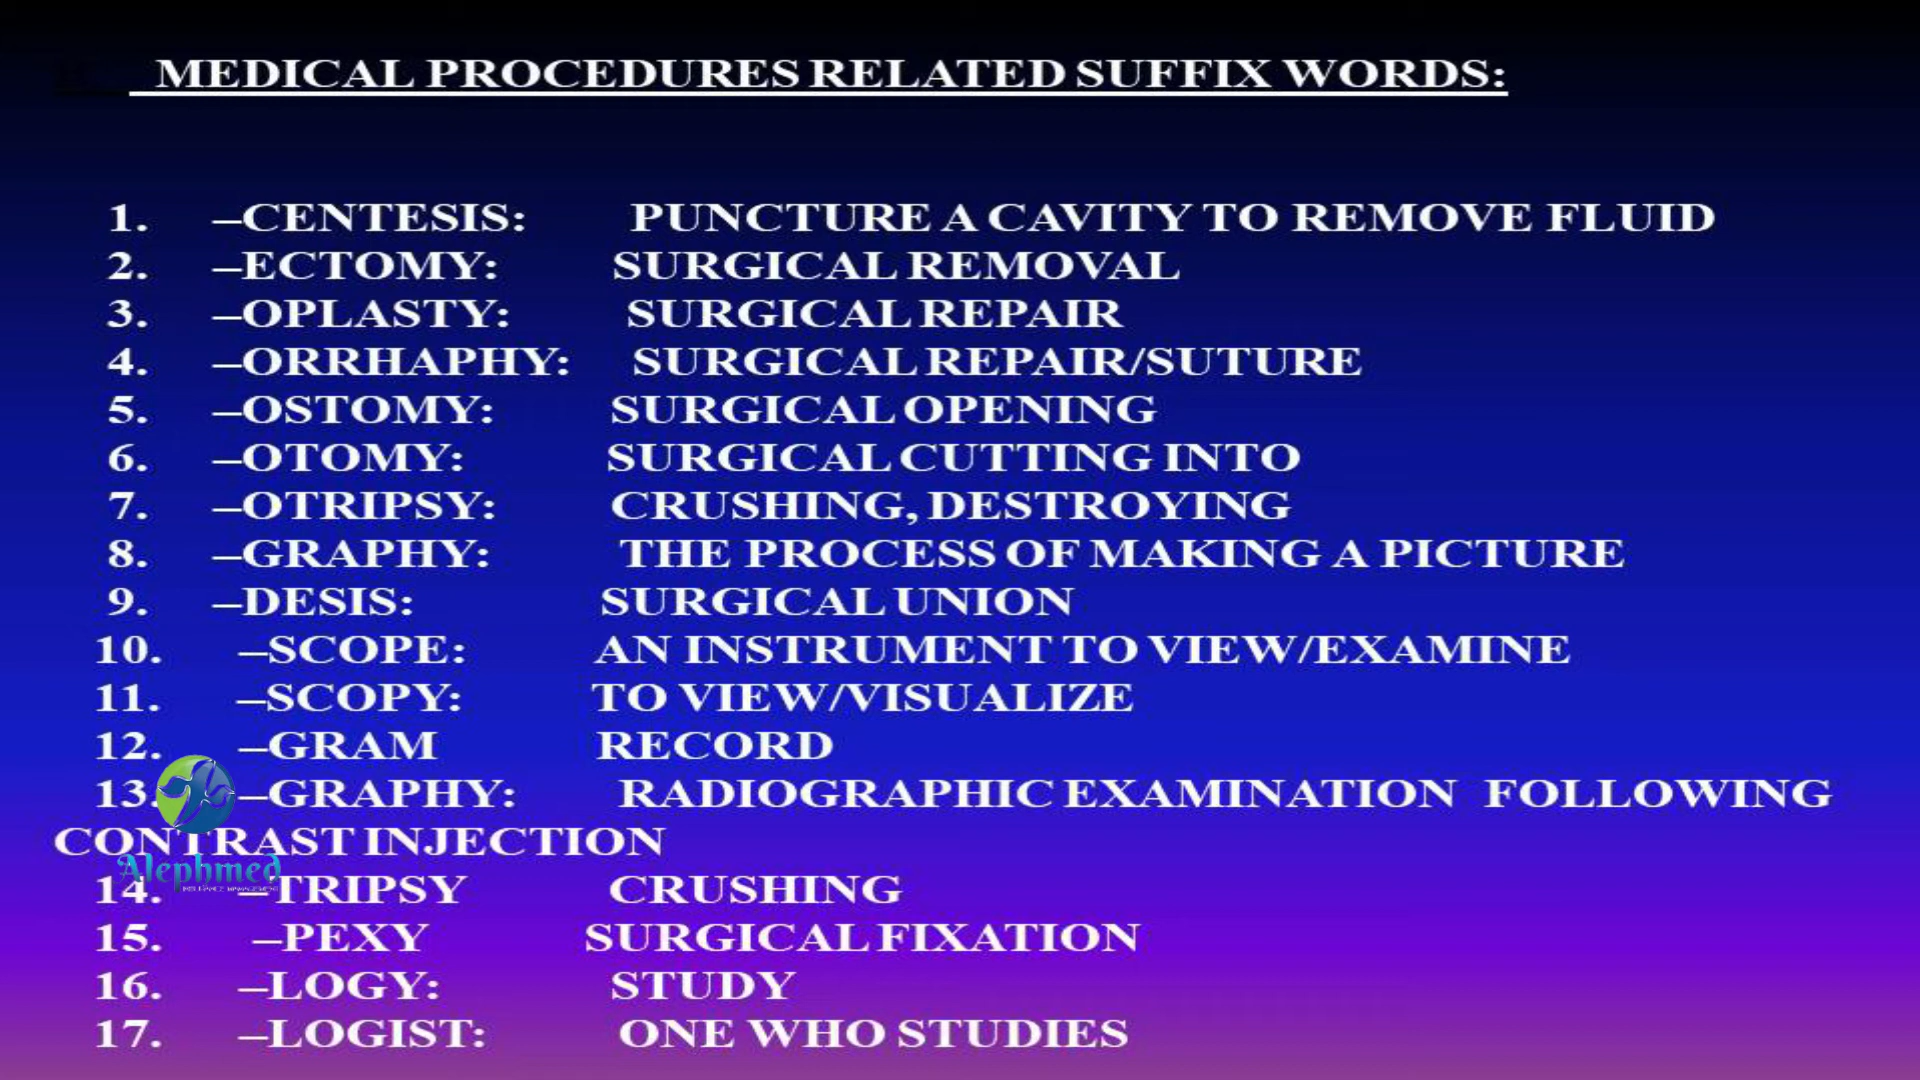 MEDICAL PROCEDURES RELATED SUFFIX WORDS:
1. –CENTESIS: PUNCTURE A CAVITY TO REMOVE FLUID
2. –ECTOMY: SURGICAL REMOVAL
3. –OPLASTY: SURGICAL REPAIR
4. –ORRHAPHY: SURGICAL REPAIR/SUTURE
5. –OSTOMY: SURGICAL OPENING
6. –OTOMY: SURGICAL CUTTING INTO
7. –OTRIPSY: CRUSHING, DESTROYING
8. –GRAPHY: THE PROCESS OF MAKING A PICTURE
9. –DESIS: SURGICAL UNION
10. –SCOPE: AN INSTRUMENT TO VIEW/EXAMINE
11. –SCOPY: TO VIEW/VISUALIZE
12. –GRAM RECORD
13. –GRAPHY: RADIOGRAPHIC EXAMINATION FOLLOWING
CONTRAST INJECTION
Alephmed
14. –TRIPSY CRUSHING
15. –PEXY SURGICAL FIXATION
16. –LOGY: STUDY
17. –LOGIST: ONE WHO STUDIES